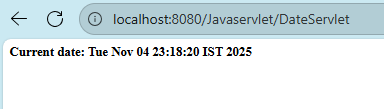 localhost:8080/Javaservlet/DateServlet
Current date: Tue Nov 04 23:18:20 IST 2025